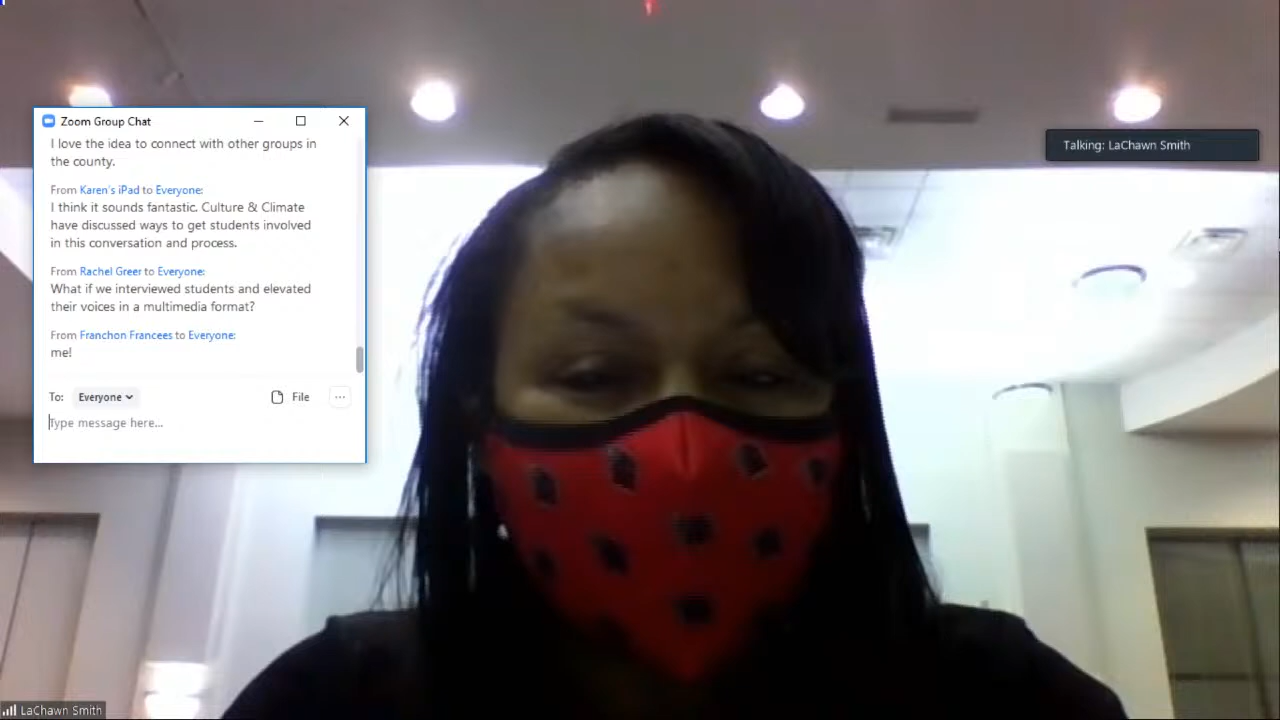 Zoom Group Chat
I love the idea to connect with other groups in
the county.
From Karen's iPad to Everyone:
I think it sounds fantastic. Culture & Climate
have discussed ways to get students involved
in this conversation and process.
From Rachel Greer to Everyone:
What if we interviewed students and elevated
their voices in a multimedia format?
From Franchon Francees to Everyone:
me!
To: Everyone File ...
Type message here...
Talking: LaChawn Smith
LaChawn Smith